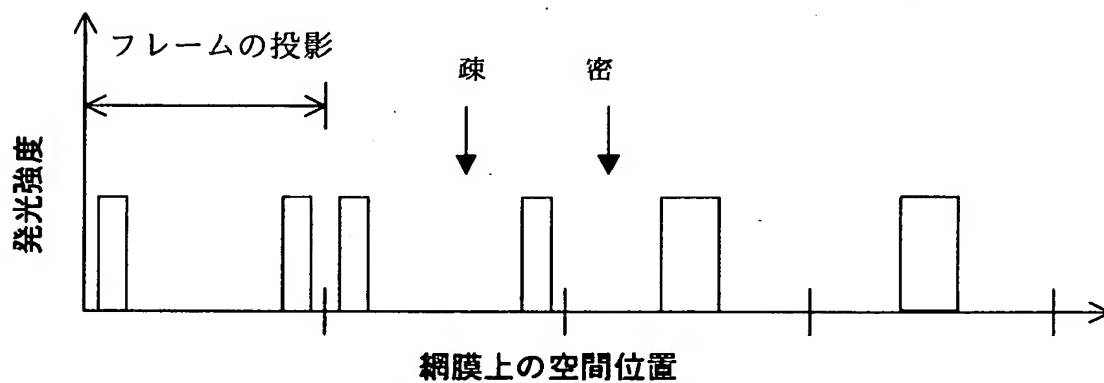 フレームの投影
疎
密
発光強度
網膜上の空間位置